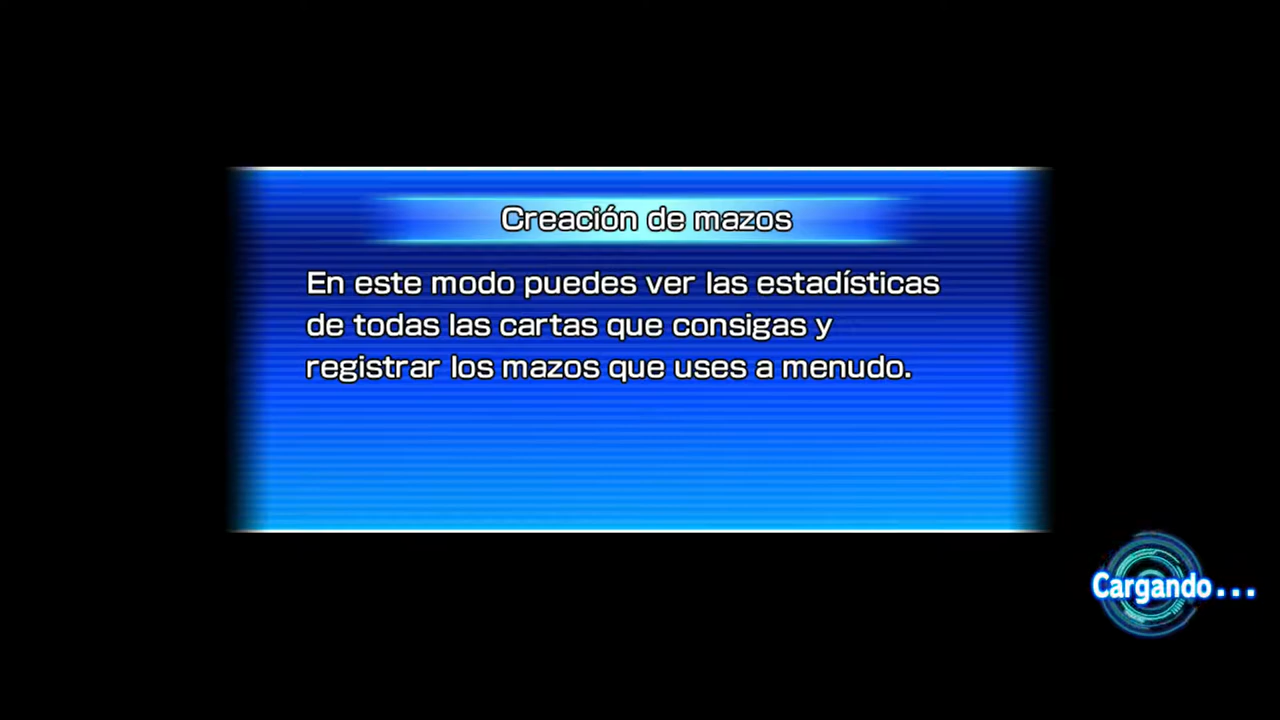 Creación de mazos
En este modo puedes ver las estadísticas
de todas las cartas que consigas y
registrar los mazos que uses a menudo.
Cargando...